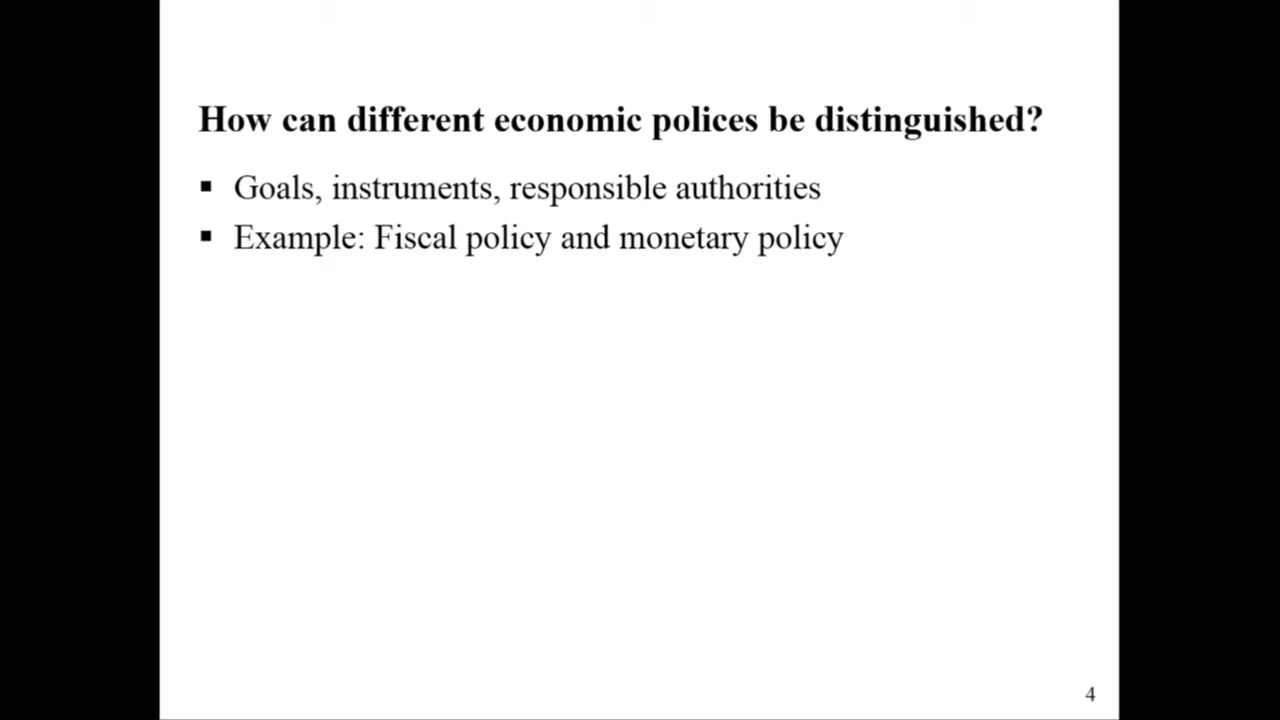 How can different economic polices be distinguished?
▪ Goals, instruments, responsible authorities
▪ Example: Fiscal policy and monetary policy
4